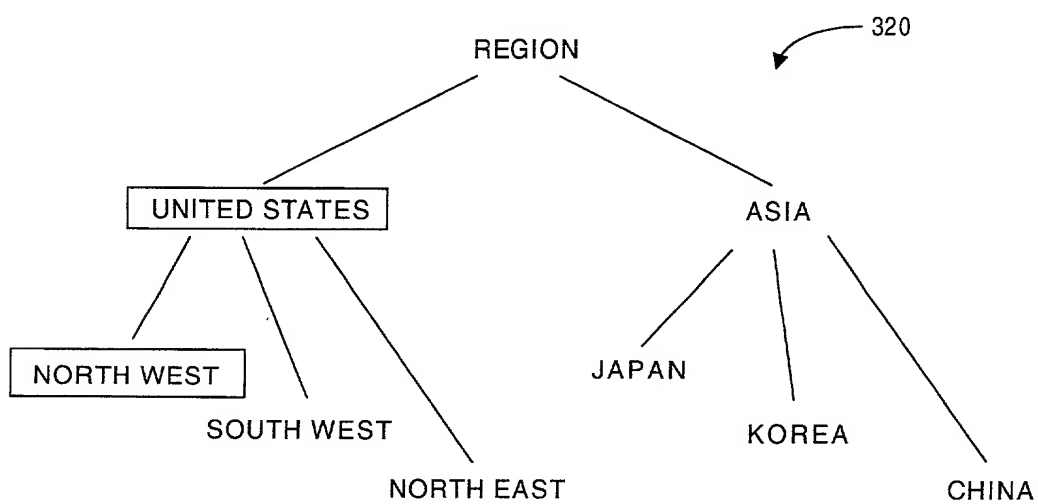 320
REGION
UNITED STATES
ASIA
NORTH WEST
JAPAN
SOUTH WEST
KOREA
NORTH EAST
CHINA